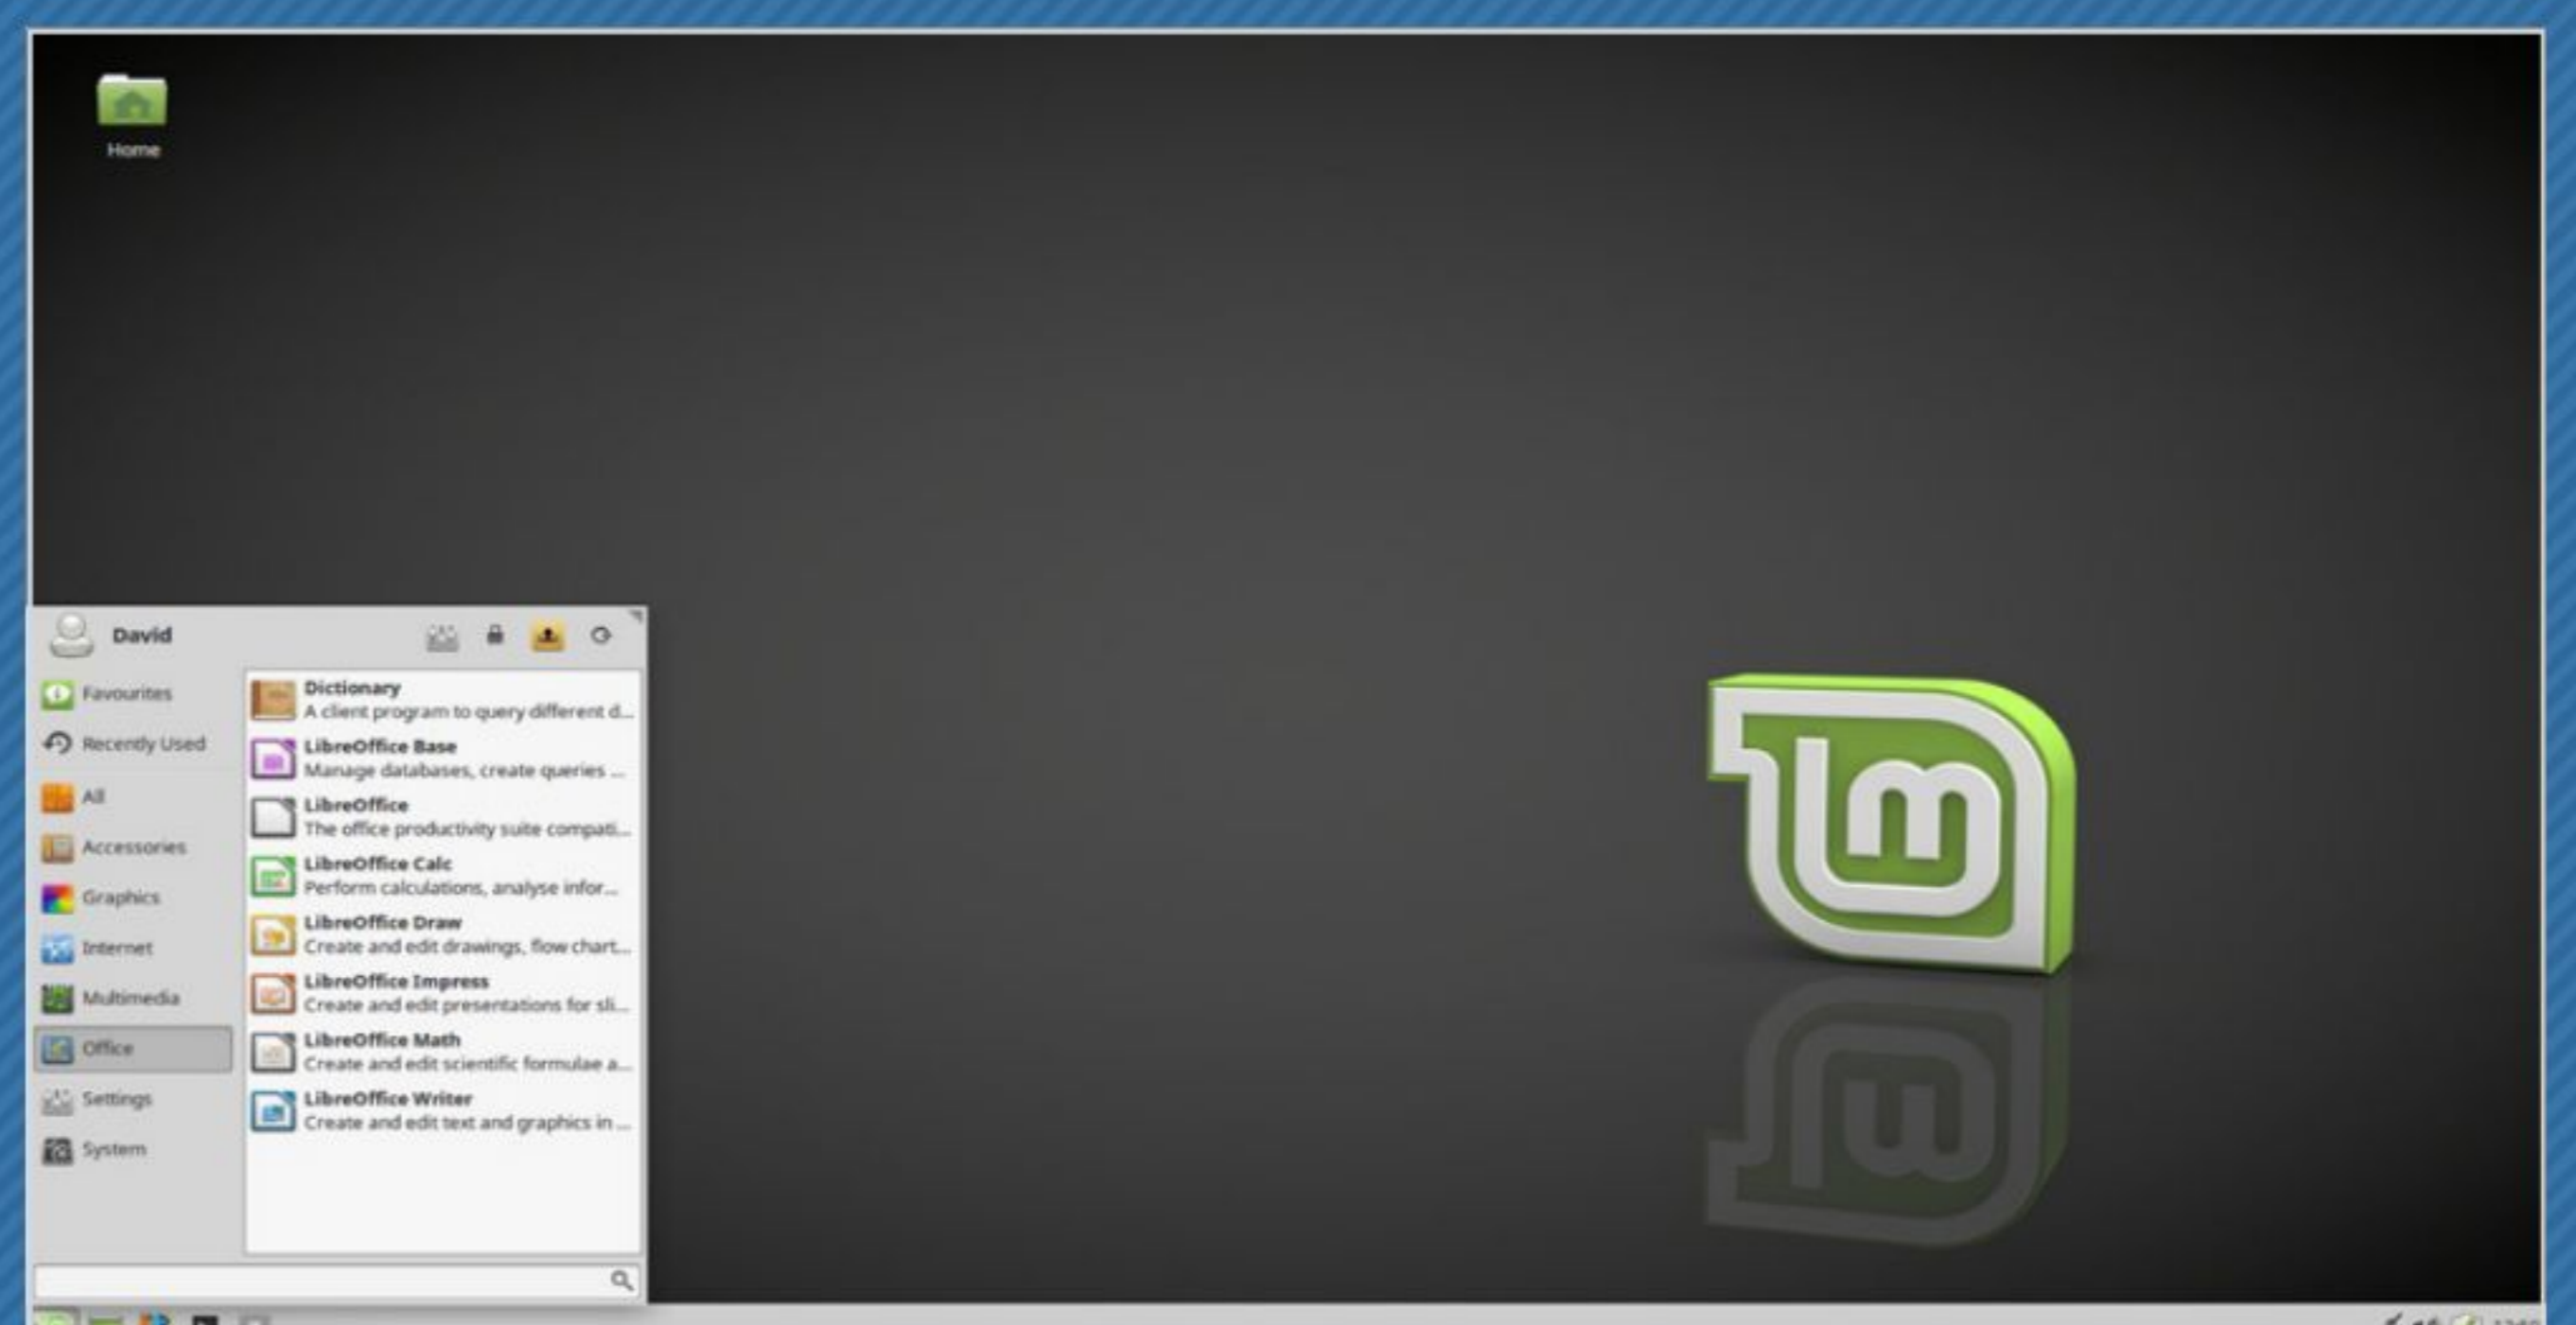 Home
David
Favourites
Recently Used
All
Accessories
Graphics
Internet
Multimedia
Office
Settings
System
Dictionary
A client program to query different d...
LibreOffice Base
Manage databases, create queries ...
LibreOffice
The office productivity suite compati...
LibreOffice Calc
Perform calculations, analyse infor...
LibreOffice Draw
Create and edit drawings, flow chart...
LibreOffice Impress
Create and edit presentations for sli...
LibreOffice Math
Create and edit scientific formulae a...
LibreOffice Writer
Create and edit text and graphics in ...
lm